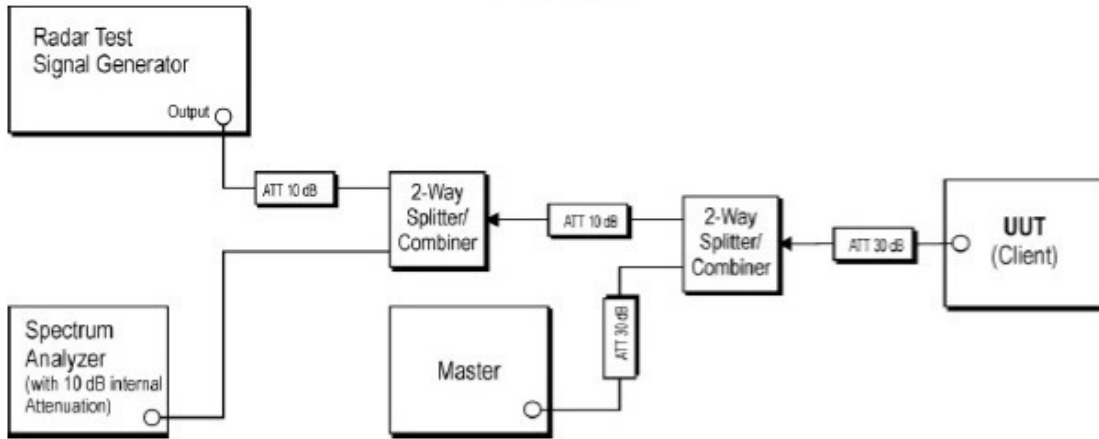 Radar Test
Signal Generator
Output
ATT 10 dB
2-Way
Splitter/
Combiner
ATT 10 dB
2-Way
Splitter/
Combiner
ATT 30 dB
UUT
(Client)
Spectrum
Analyzer
(with 10 dB internal
Attenuation)
Master
ATT 30 dB